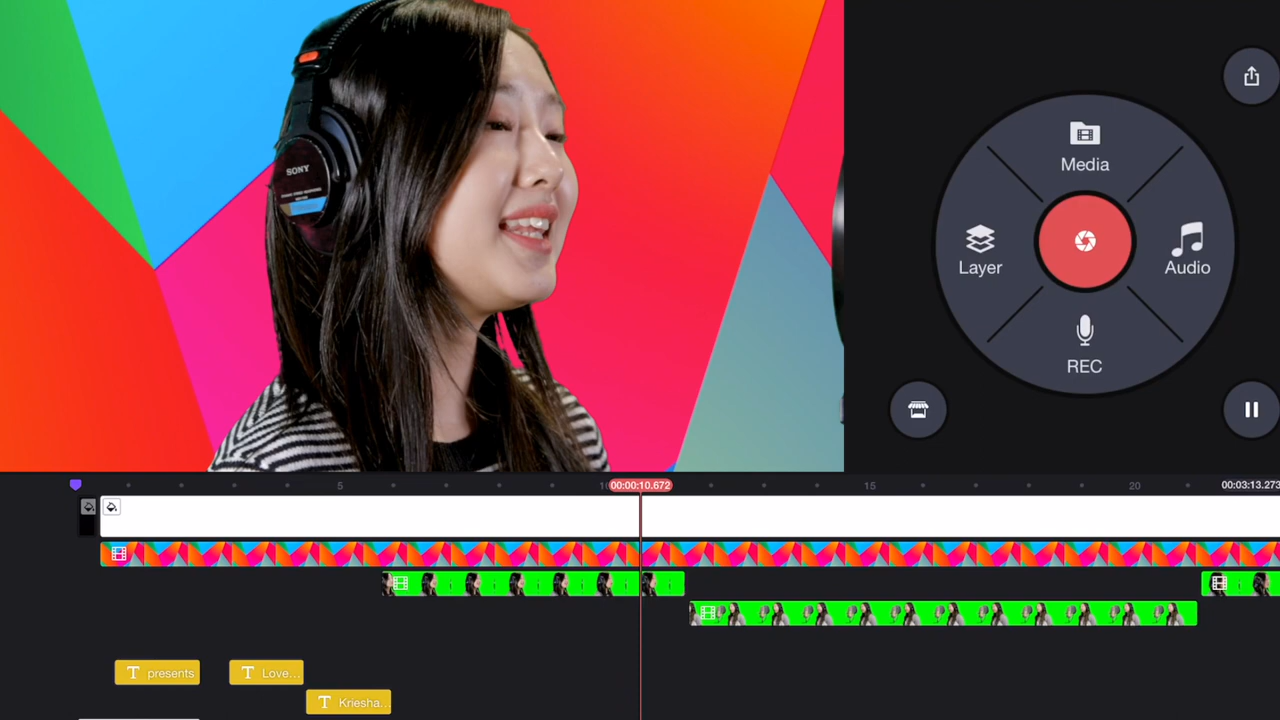 SONY
Media
Layer
Audio
REC
5
00:00:10.672
15
20
00:03:13.273
presents
Love...
Kriesha...